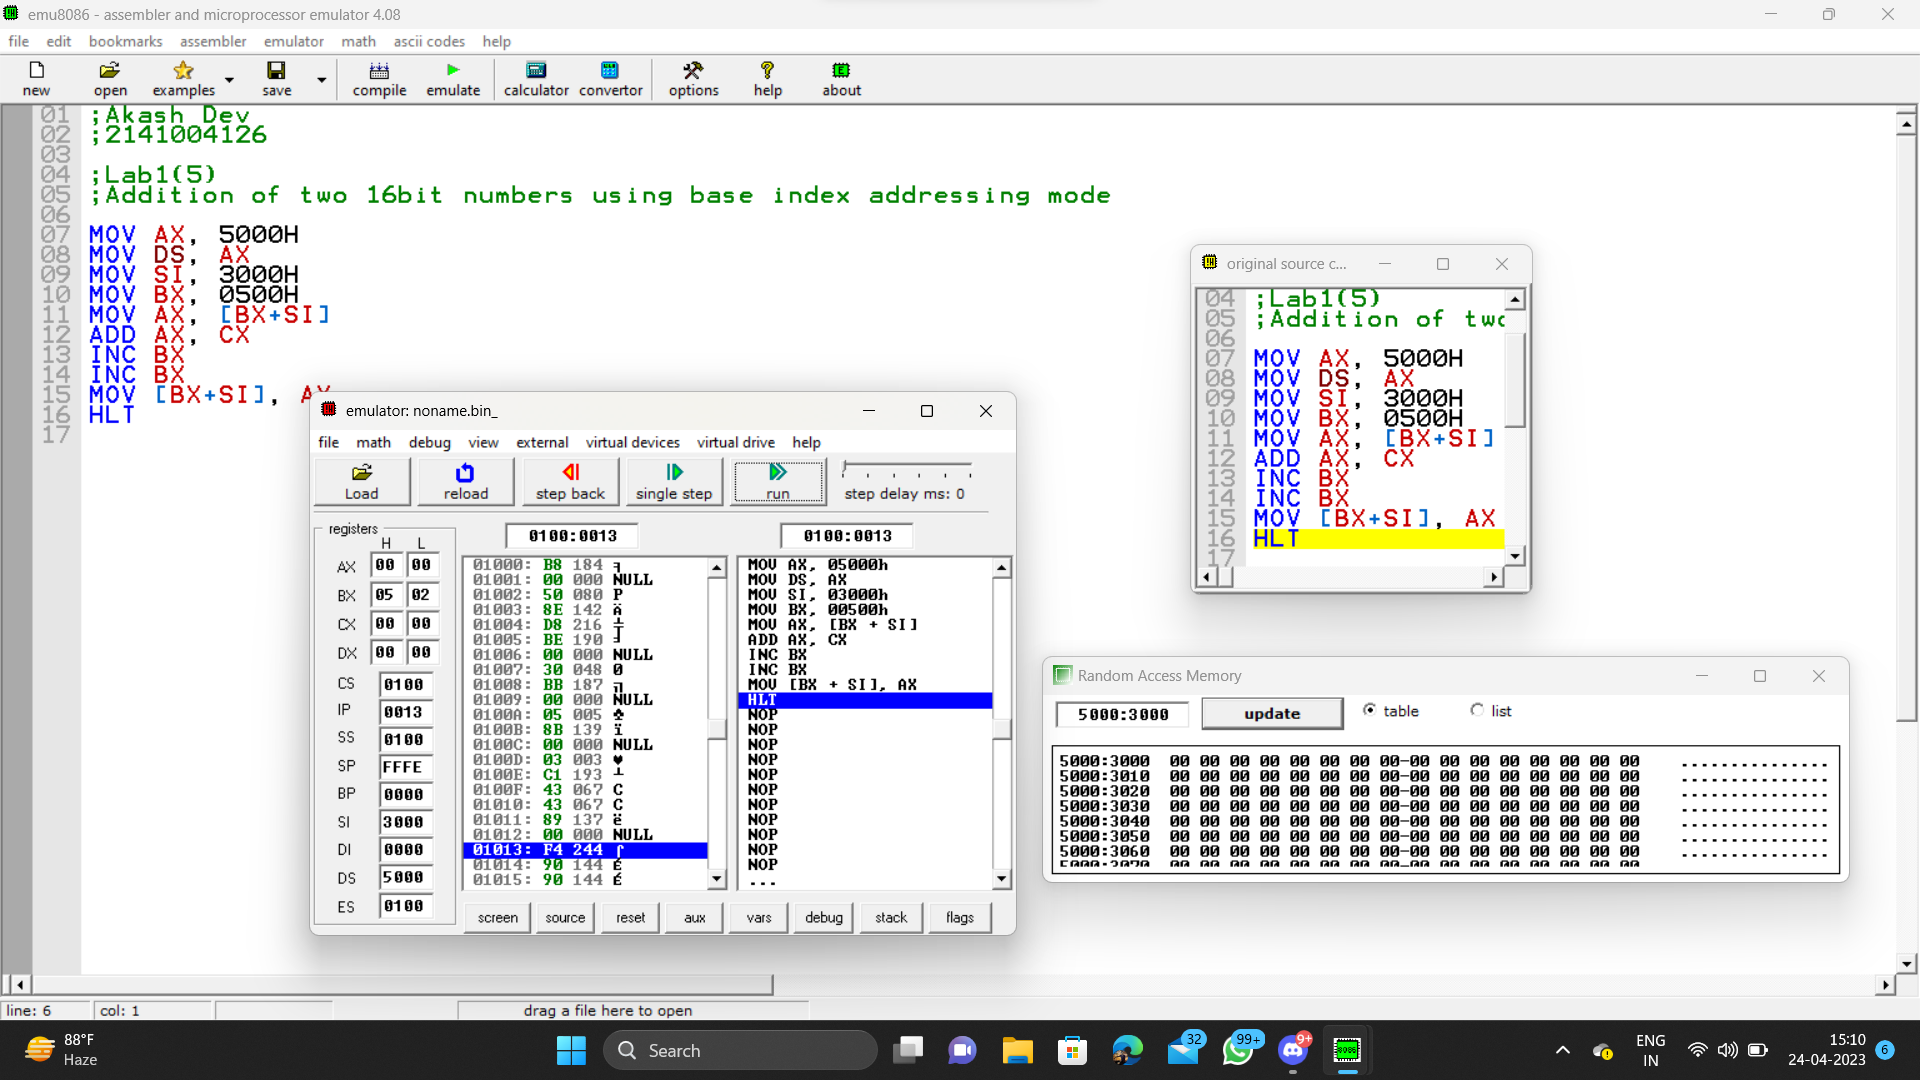 emu8086 - assembler and microprocessor emulator 4.08
file edit bookmarks assembler emulator math ascii codes help
new open examples save compile emulate calculator convertor options help about
01 ;Akash Dev
02 ;2141004126
03
04 ;Lab1(5)
05 ;Addition of two 16bit numbers using base index addressing mode
06
07 MOV AX, 5000H
08 MOV DS, AX
09 MOV SI, 3000H
10 MOV BX, 0500H
11 MOV AX, [BX+SI]
12 ADD AX, CX
13 INC BX
14 INC BX
15 MOV [BX+SI], AX
16 HLT
17
original source c...
04 ;Lab1(5)
05 ;Addition of two
06
07 MOV AX, 5000H
08 MOV DS, AX
09 MOV SI, 3000H
10 MOV BX, 0500H
11 MOV AX, [BX+SI]
12 ADD AX, CX
13 INC BX
14 INC BX
15 MOV [BX+SI], AX
16 HLT
17
emulator: noname.bin_
file math debug view external virtual devices virtual drive help
Load reload step back single step run step delay ms: 0
registers
H L
AX 00 00
BX 05 02
CX 00 00
DX 00 00
CS 0100
IP 0013
SS 0100
SP FFFE
BP 0000
SI 3000
DI 0000
DS 5000
ES 0100
0100:0013
01000: B8 184 ╕
01001: 00 000 NULL
01002: 50 080 P
01003: 8E 142 Ä
01004: D8 216 ╪
01005: BE 190 ╛
01006: 00 000 NULL
01007: 30 048 0
01008: BB 187 ╗
01009: 00 000 NULL
0100A: 05 005 ♣
0100B: 8B 139 ï
0100C: 00 000 NULL
0100D: 03 003 ♥
0100E: C1 193 ┴
0100F: 43 067 C
01010: 43 067 C
01011: 89 137 ë
01012: 00 000 NULL
01013: F4 244 ⌠
01014: 90 144 É
01015: 90 144 É
0100:0013
MOV AX, 05000h
MOV DS, AX
MOV SI, 03000h
MOV BX, 00500h
MOV AX, [BX + SI]
ADD AX, CX
INC BX
INC BX
MOV [BX + SI], AX
HLT
NOP
NOP
NOP
NOP
NOP
NOP
NOP
NOP
NOP
NOP
NOP
...
screen source reset aux vars debug stack flags
Random Access Memory
5000:3000 update table list
5000:3000 00 00 00 00 00 00 00 00-00 00 00 00 00 00 00 00 ................
5000:3010 00 00 00 00 00 00 00 00-00 00 00 00 00 00 00 00 ................
5000:3020 00 00 00 00 00 00 00 00-00 00 00 00 00 00 00 00 ................
5000:3030 00 00 00 00 00 00 00 00-00 00 00 00 00 00 00 00 ................
5000:3040 00 00 00 00 00 00 00 00-00 00 00 00 00 00 00 00 ................
5000:3050 00 00 00 00 00 00 00 00-00 00 00 00 00 00 00 00 ................
5000:3060 00 00 00 00 00 00 00 00-00 00 00 00 00 00 00 00 ................
5000:3070 00 00 00 00 00 00 00 00-00 00 00 00 00 00 00 00
line: 6 col: 1 drag a file here to open
88°F
Haze
Search
32
99+
9+
8086
ENG
IN
15:10
24-04-2023
6